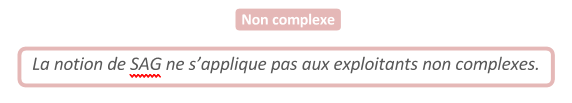 Non complexe
La notion de SAG ne s’applique pas aux exploitants non complexes.